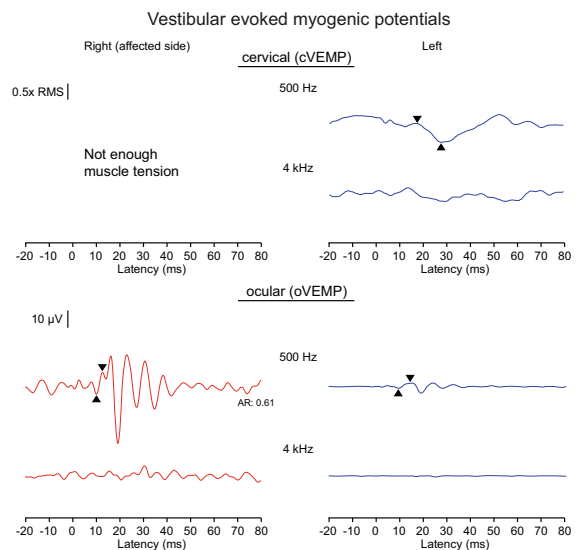 Vestibular evoked myogenic potentials
Right (affected side)
Left
cervical (cVEMP)
0.5x RMS
500 Hz
Not enough
muscle tension
4 kHz
-20 -10 0 10 20 30 40 50 60 70 80
Latency (ms)
-20 -10 0 10 20 30 40 50 60 70 80
Latency (ms)
ocular (oVEMP)
10 µV
500 Hz
AR: 0.61
4 kHz
-20 -10 0 10 20 30 40 50 60 70 80
Latency (ms)
-20 -10 0 10 20 30 40 50 60 70 80
Latency (ms)